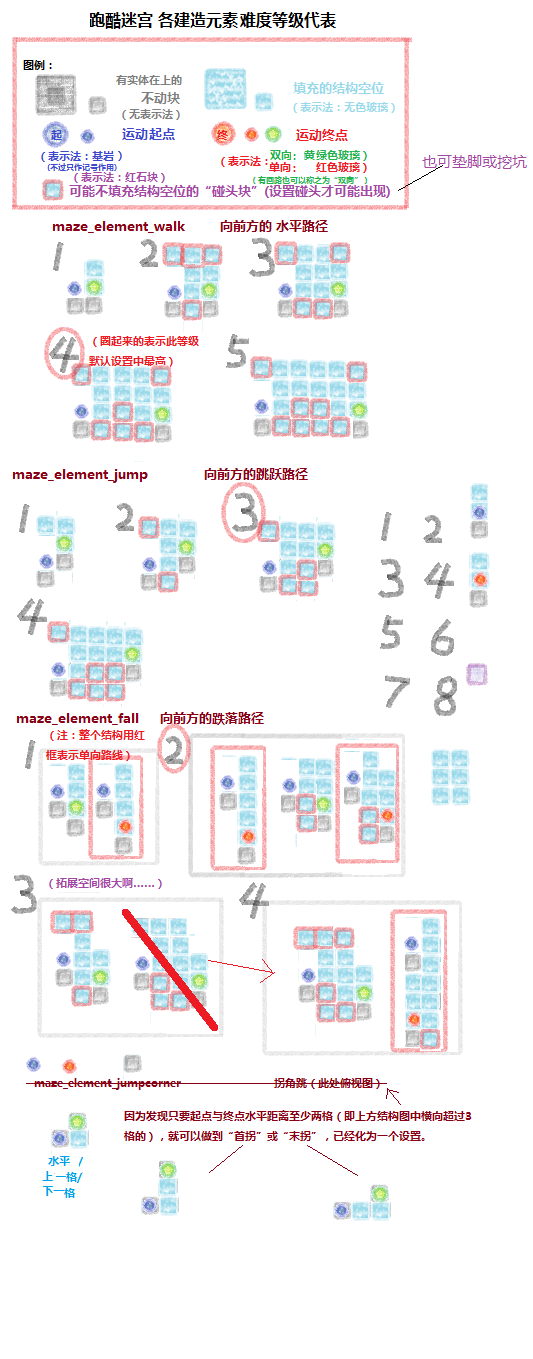 跑酷迷宫 各建造元素难度等级代表
图例：
有实体在上的
不动块
（无表示法）
填充的结构空位
（表示法：无色玻璃）
起
运动起点
终
运动终点
（表示法：基岩）
（不过只作记号作用）
（表示法：
双向：黄绿色玻璃）
单向： 红色玻璃）
（有回路也可以称之为“双向”）
（表示法：红石块）
可能不填充结构空位的“碰头块”（设置碰头才可能出现）
也可垫脚或挖坑
maze_element_walk 向前方的 水平路径
1 2 3
4
（圈起来的表示此等级
默认设置中最高）
5
maze_element_jump 向前方的跳跃路径
1 2 3
4
1 2
3 4
5 6
7 8
maze_element_fall 向前方的跌落路径
1
（注：整个结构用红
框表示单向路线）
2
3
（拓展空间很大啊......）
4
maze_element_jumpcorner 拐角跳（此处俯视图）
因为发现只要起点与终点水平距离至少两格（即上方结构图中横向超过3
格的），就可以做到“首拐”或“末拐”，已经化为一个设置。
水平 /
上一格/
下一格